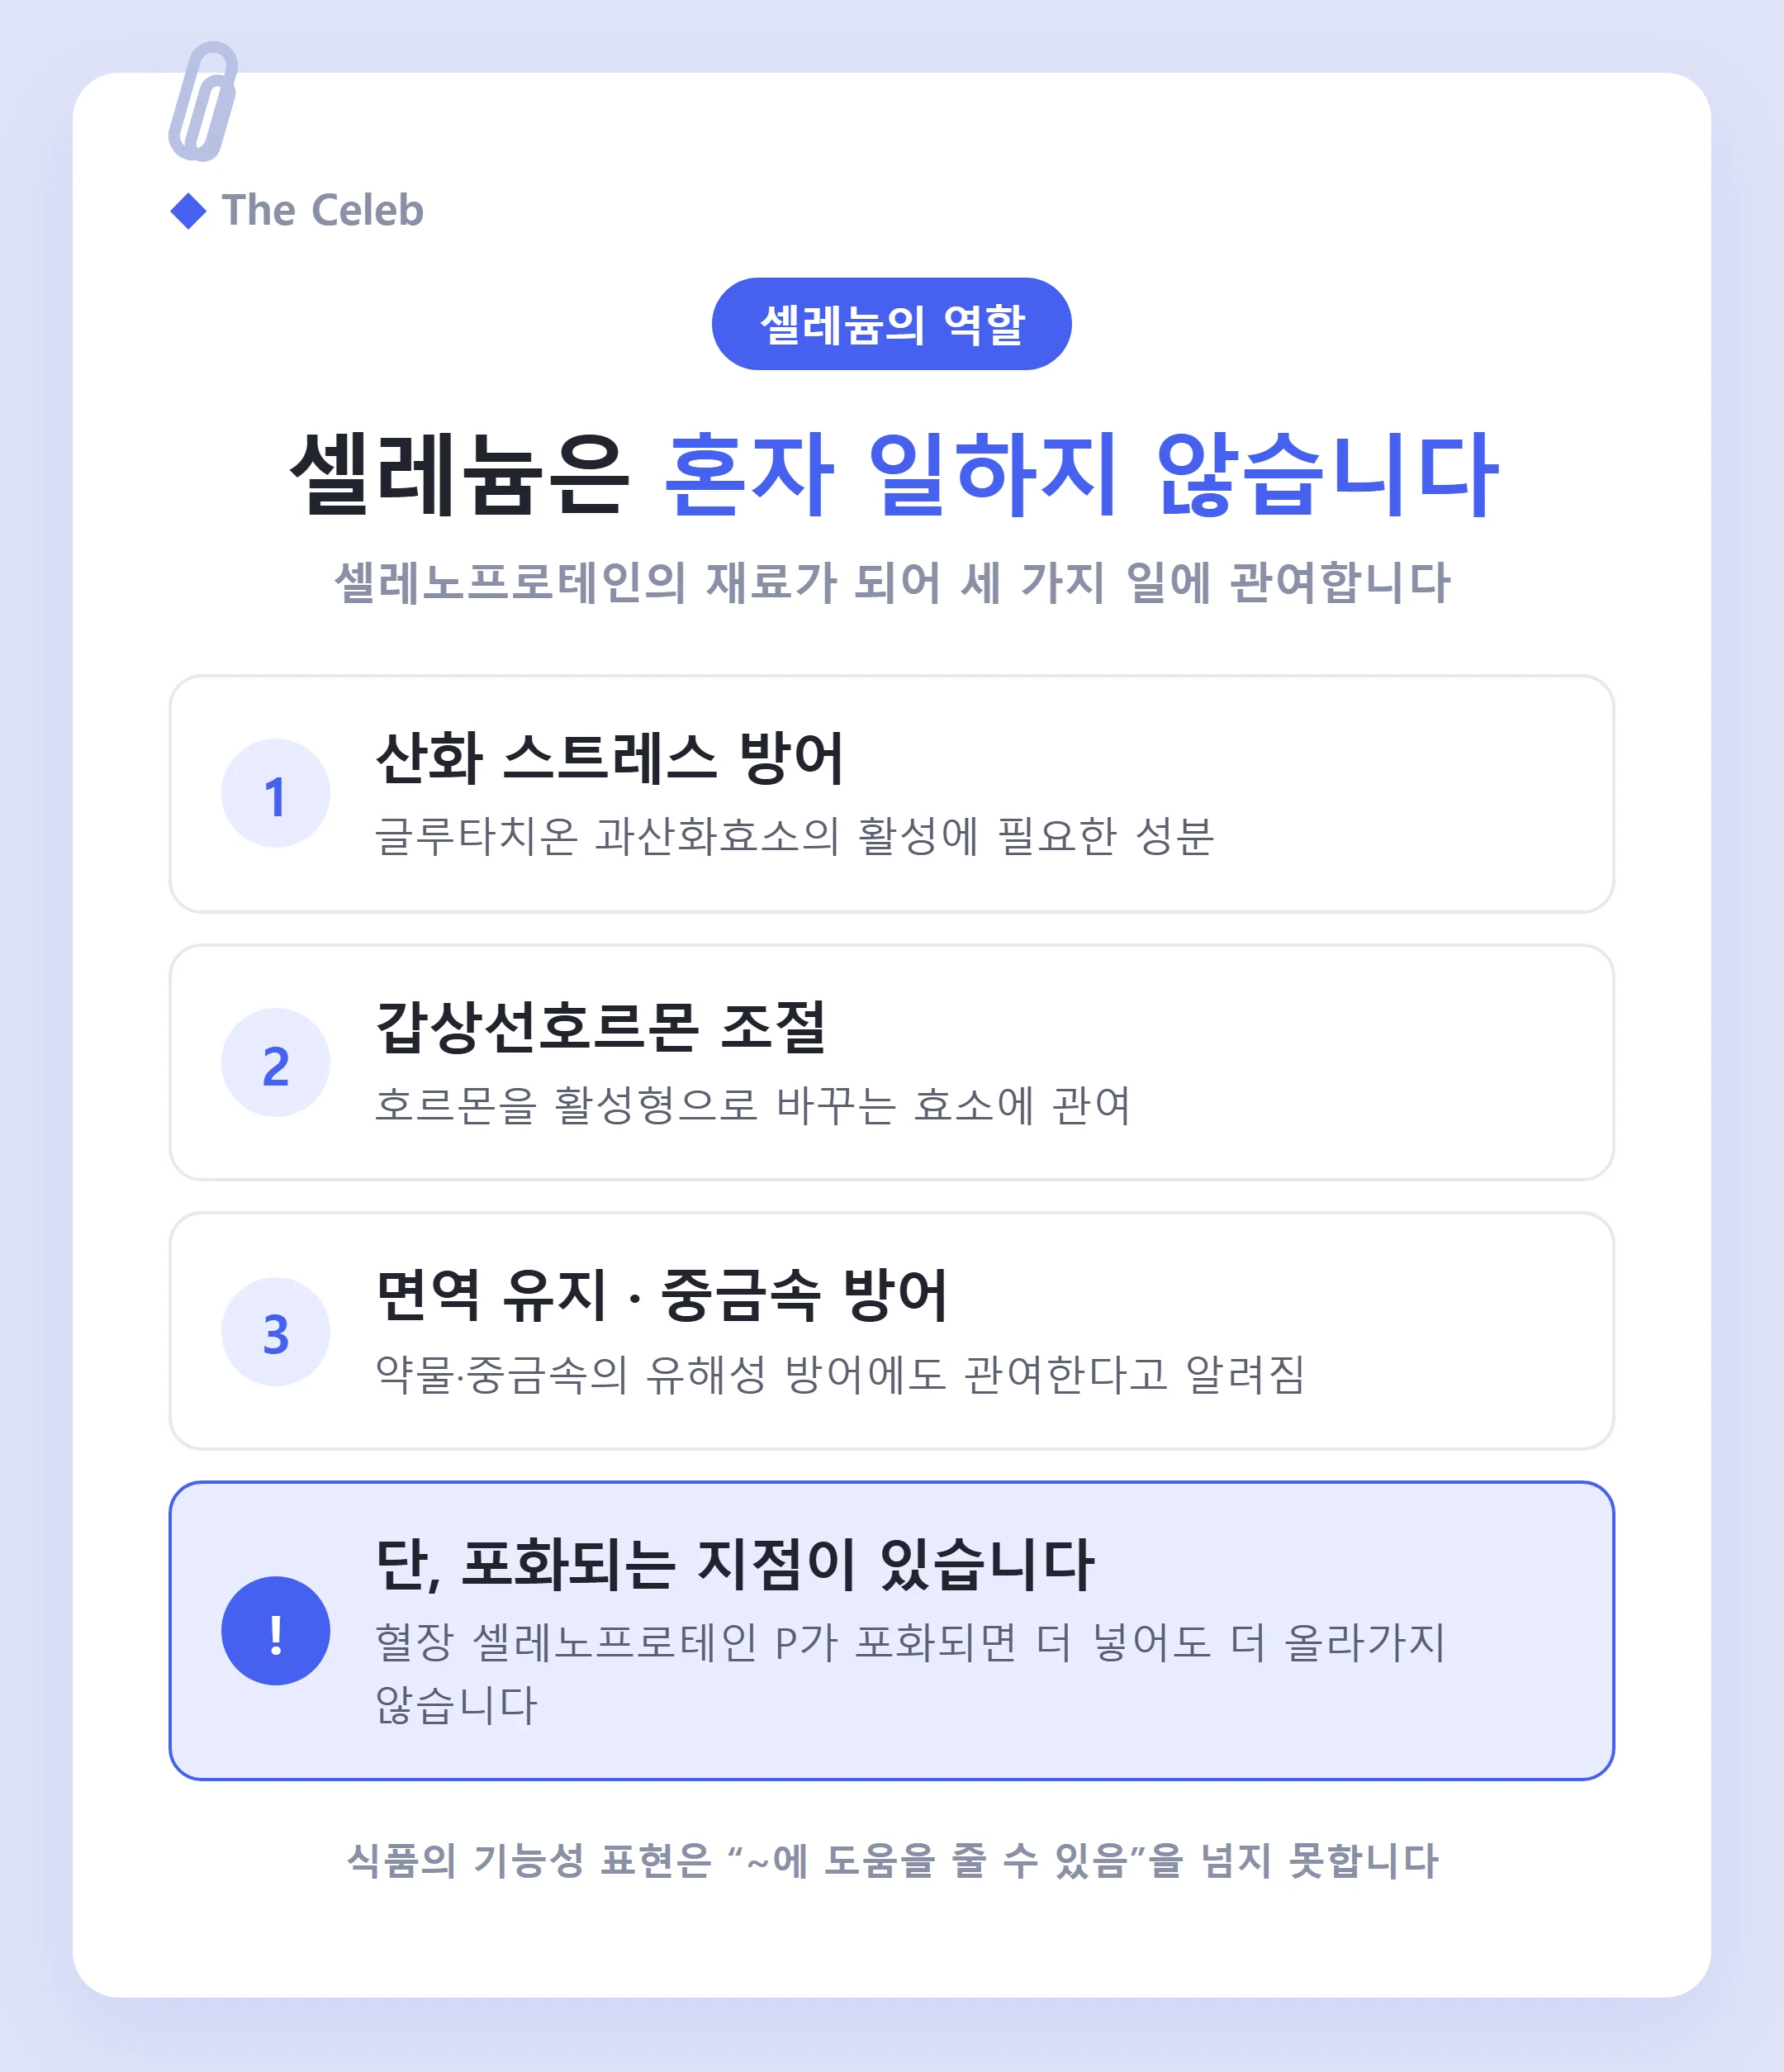 The Celeb
셀레늄의 역할
셀레늄은 혼자 일하지 않습니다
셀레노프로테인의 재료가 되어 세 가지 일에 관여합니다
1
산화 스트레스 방어
글루타치온 과산화효소의 활성에 필요한 성분
2
갑상선호르몬 조절
호르몬을 활성형으로 바꾸는 효소에 관여
3
면역 유지 · 중금속 방어
약물·중금속의 유해성 방어에도 관여한다고 알려짐
!
단, 포화되는 지점이 있습니다
혈장 셀레노프로테인 P가 포화되면 더 넣어도 더 올라가지
않습니다
식품의 기능성 표현은 “~에 도움을 줄 수 있음”을 넘지 못합니다